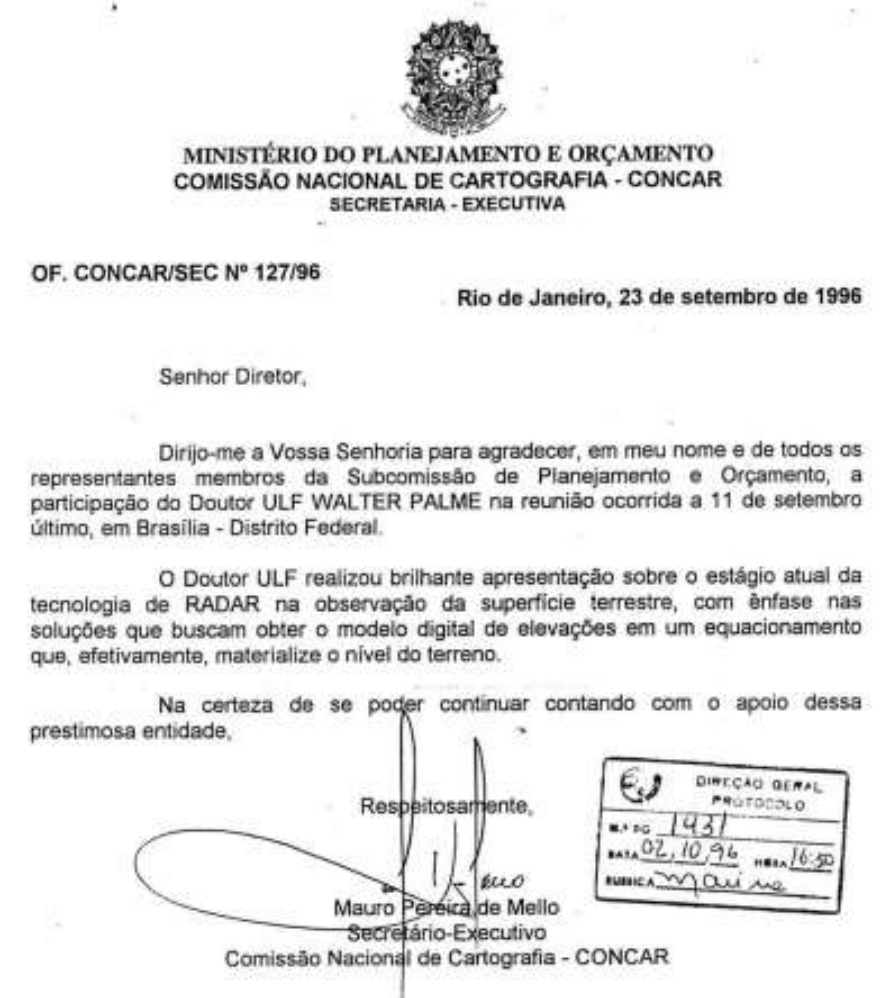 MINISTÉRIO DO PLANEJAMENTO E ORÇAMENTO
COMISSÃO NACIONAL DE CARTOGRAFIA - CONCAR
SECRETARIA - EXECUTIVA
OF. CONCAR/SEC Nº 127/96
Rio de Janeiro, 23 de setembro de 1996
Senhor Diretor,
Dirijo-me a Vossa Senhoria para agradecer, em meu nome e de todos os
representantes membros da Subcomissão de Planejamento e Orçamento, a
participação do Doutor ULF WALTER PALME na reunião ocorrida a 11 de setembro
último, em Brasília - Distrito Federal.
O Doutor ULF realizou brilhante apresentação sobre o estágio atual da
tecnologia de RADAR na observação da superfície terrestre, com ênfase nas
soluções que buscam obter o modelo digital de elevações em um equacionamento
que, efetivamente, materialize o nível do terreno.
Na certeza de se poder continuar contando com o apoio dessa
prestimosa entidade,
Respeitosamente,
Mauro Pereira de Mello
Secretário-Executivo
Comissão Nacional de Cartografia - CONCAR
DIREÇÃO GERAL
PROTOCOLO
N.º DG 1431
DATA 02,10,96 HORA 16:50
RUBRICA